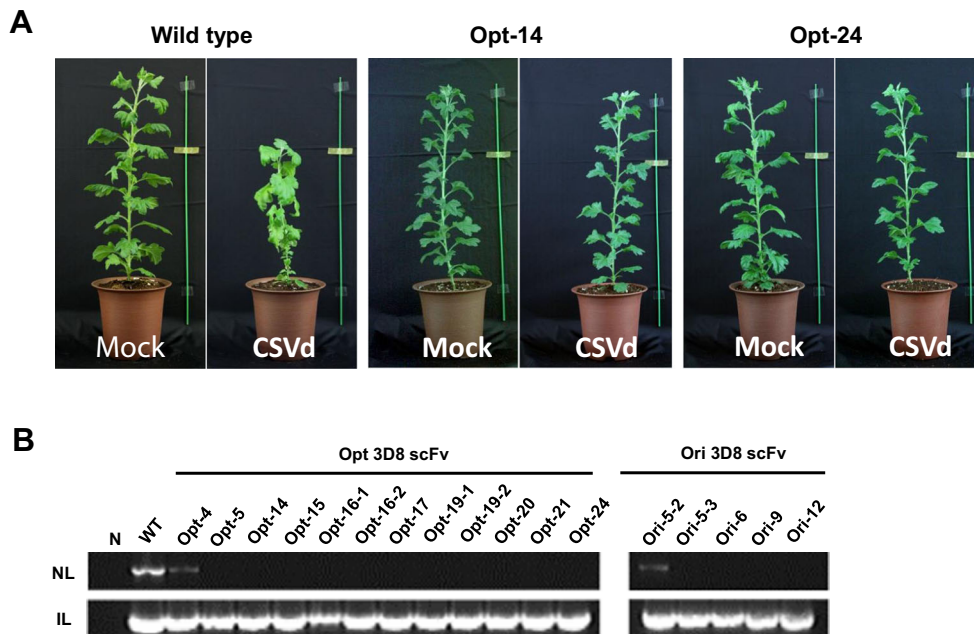 A
Wild type
Opt-14
Opt-24
Mock
CSVd
Mock
CSVd
Mock
CSVd
B
Opt 3D8 scFv
Ori 3D8 scFv
N
WT
Opt-4
Opt-5
Opt-14
Opt-15
Opt-16-1
Opt-16-2
Opt-17
Opt-19-1
Opt-19-2
Opt-20
Opt-21
Opt-24
Ori-5-2
Ori-5-3
Ori-6
Ori-9
Ori-12
NL
IL